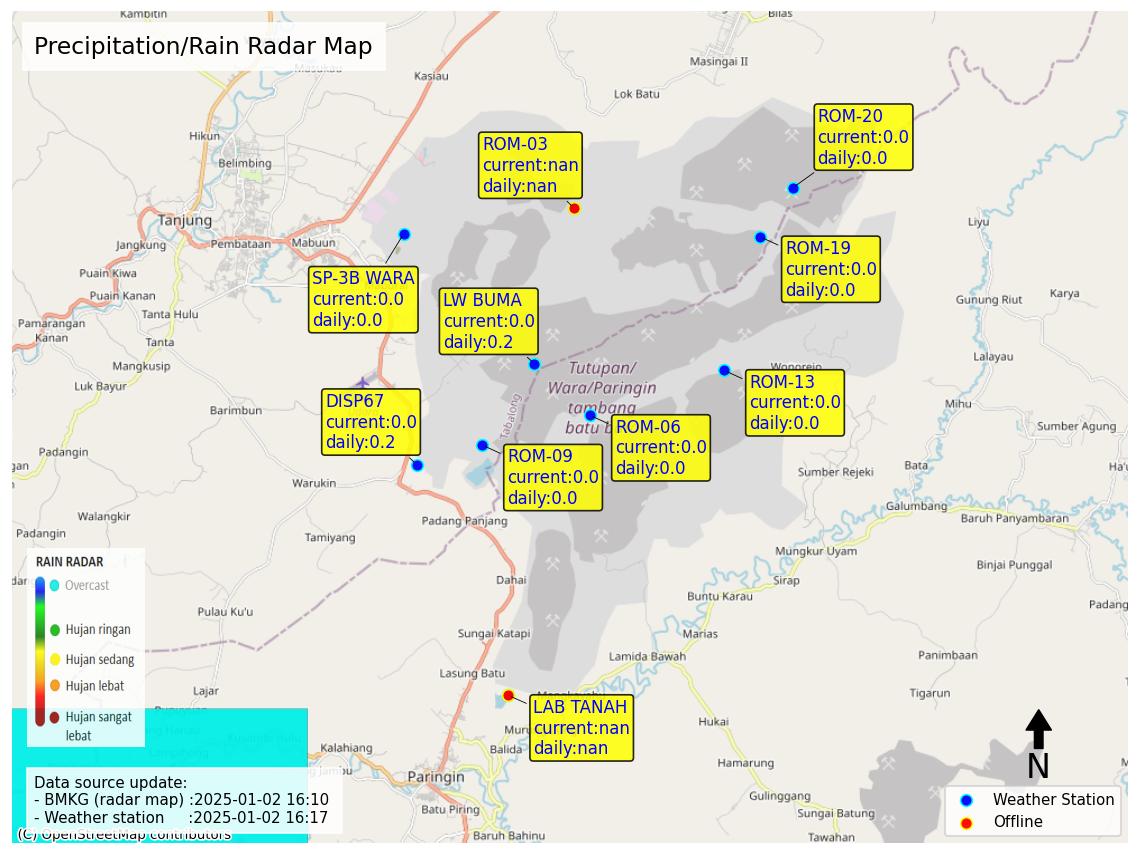 Precipitation/Rain Radar Map
Kambitin
Bilas
Masingai II
Kasiau
Masukau
Lok Batu
ROM-20
current:0.0
daily:0.0
ROM-03
current:nan
daily:nan
Hikun
Belimbing
Tanjung
Liyu
Jangkung
Pembataan
Mabuun
ROM-19
current:0.0
daily:0.0
Puain Kiwa
SP-3B WARA
current:0.0
daily:0.0
Puain Kanan
LW BUMA
current:0.0
daily:0.2
Karya
Gunung Riut
Tanta Hulu
Pamarangan
Kanan
Tanta
Lalayau
Mangkusip
Tutupan/
Wara/Paringin
tambang
batu b
Wonorejo
ROM-13
current:0.0
daily:0.0
Luk Bayur
DISP67
current:0.0
daily:0.2
Tabalong
Mihu
Barimbun
ROM-06
current:0.0
daily:0.0
Sumber Agung
Padangin
ROM-09
current:0.0
daily:0.0
Bata
Sumber Rejeki
Warukin
Galumbang
Walangkir
Padang Panjang
Baruh Panyambaran
Padangin
Tamiyang
Mungkur Uyam
Binjai Punggal
RAIN RADAR
Overcast
Hujan ringan
Hujan sedang
Hujan lebat
Hujan sangat
lebat
Dahai
Sirap
Buntu Karau
Padang
Pulau Ku'u
Sungai Katapi
Marias
Lamida Bawah
Panimbaan
Lasung Batu
Lajar
Tigarun
LAB TANAH
current:nan
daily:nan
Hukai
Balida
Kalahiang
Hamarung
Paringin
N
Data source update:
- BMKG (radar map) :2025-01-02 16:10
- Weather station :2025-01-02 16:17
Gulinggang
Batu Piring
Sungai Batung
Baruh Bahinu
Tawahan
Weather Station
Offline
(C) OpenStreetMap contributors